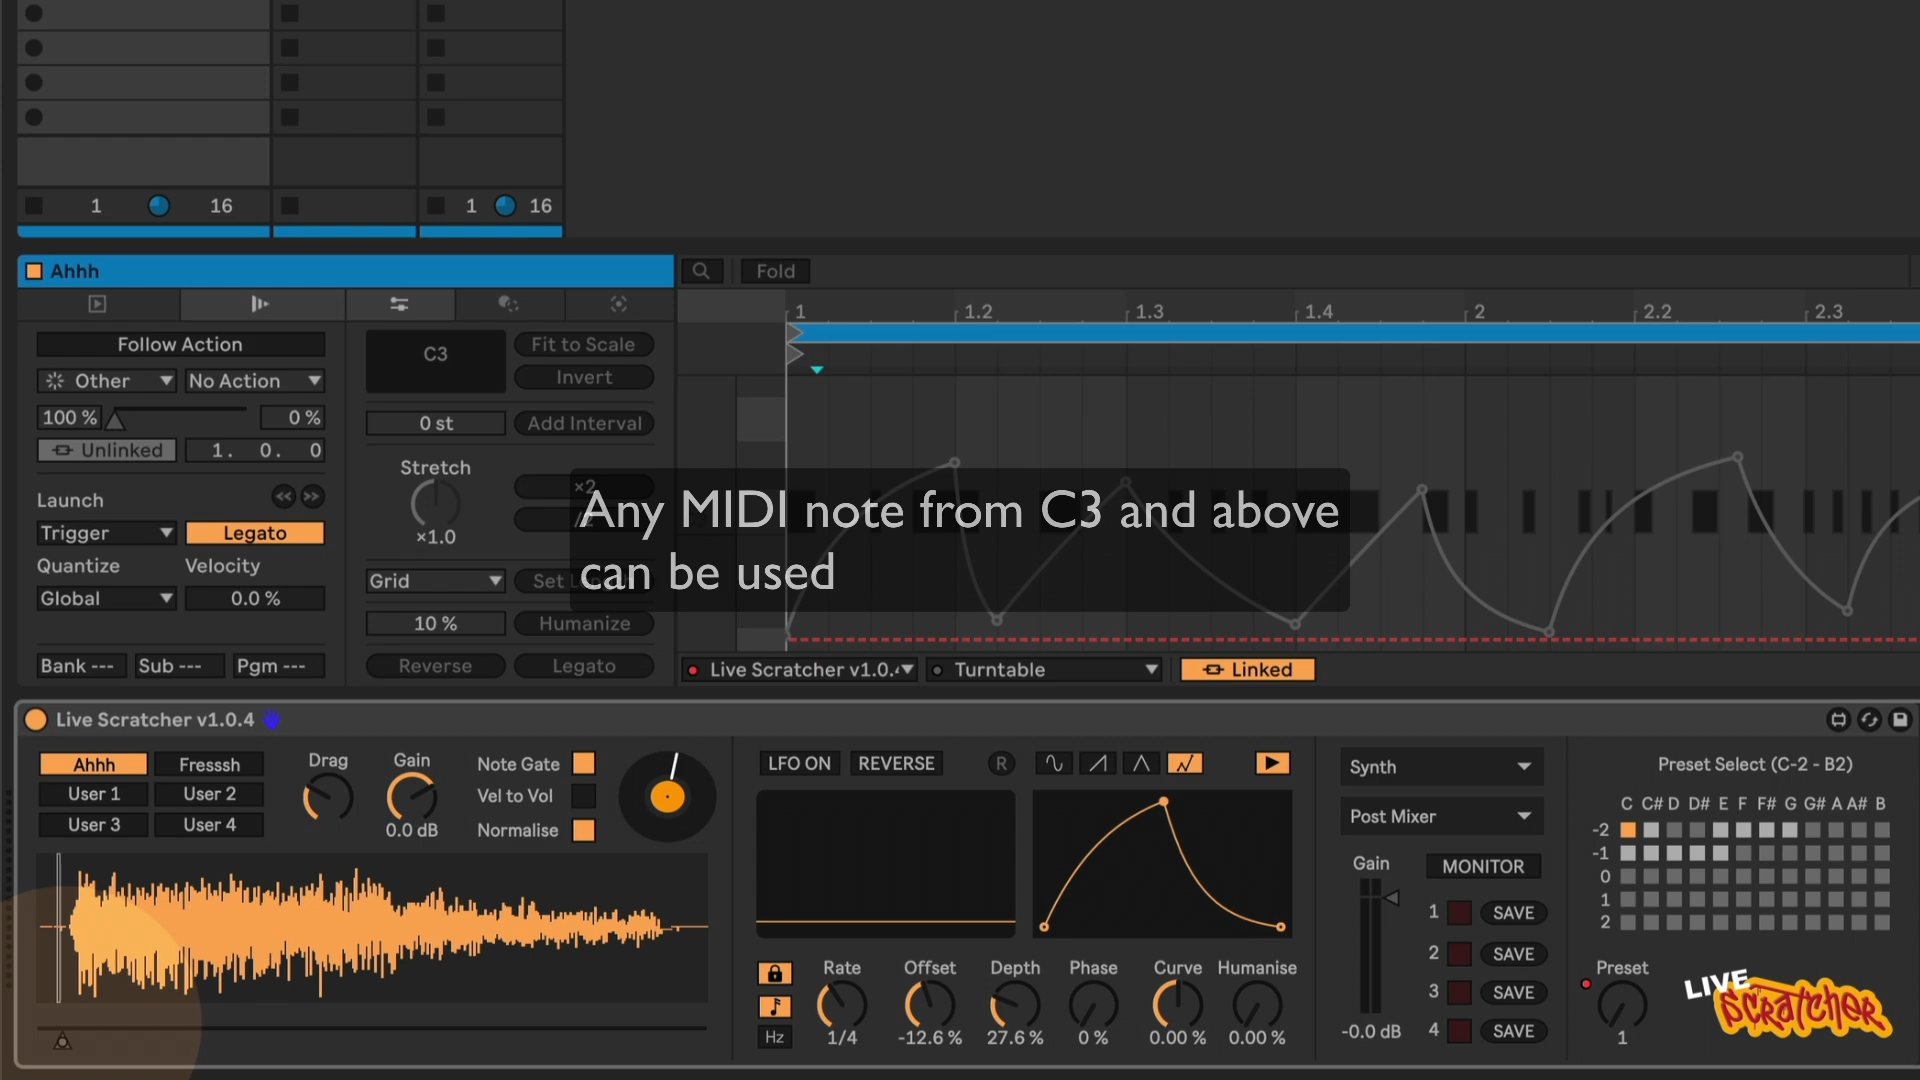 1 16
1 16
Ahhh
Fold
1 1.2 1.3 1.4 2 2.2 2.3
Follow Action
Other No Action
100 % 0 %
Unlinked 1. 0. 0
Launch
Trigger Legato
Quantize Velocity
Global 0.0 %
Bank --- Sub --- Pgm ---
C3 Fit to Scale
Invert
0 st Add Interval
Stretch
×2
×1.0
Grid Set
10 % Humanize
Reverse Legato
Any MIDI note from C3 and above
can be used
Live Scratcher v1.0. Turntable Linked
Live Scratcher v1.0.4
Ahhh Fresssh
User 1 User 2
User 3 User 4
Drag Gain
0.0 dB
Note Gate
Vel to Vol
Normalise
LFO ON REVERSE R
Rate Offset Depth Phase Curve Humanise
Hz 1/4 -12.6 % 27.6 % 0 % 0.00 % 0.00 %
Synth
Post Mixer
Gain MONITOR
1 SAVE
2 SAVE
3 SAVE
4 SAVE
-0.0 dB
Preset Select (C-2 - B2)
C C# D D# E F F# G G# A A# B
-2
-1
0
1
2
Preset
1
LIVE
SCRATCHER